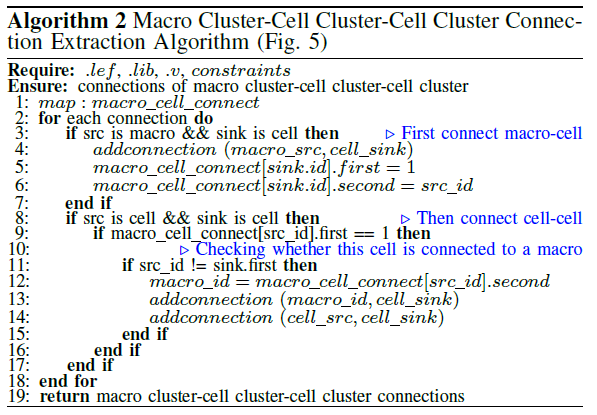 Algorithm 2 Macro Cluster-Cell Cluster-Cell Cluster Connec-
tion Extraction Algorithm (Fig. 5)
Require: .lef, .lib, .v, constraints
Ensure: connections of macro cluster-cell cluster-cell cluster
1: map : macro_cell_connect
2: for each connection do
3: if src is macro && sink is cell then ▷ First connect macro-cell
4: addconnection (macro_src, cell_sink)
5: macro_cell_connect[sink.id].first = 1
6: macro_cell_connect[sink.id].second = src_id
7: end if
8: if src is cell && sink is cell then ▷ Then connect cell-cell
9: if macro_cell_connect[src_id].first == 1 then
10: ▷ Checking whether this cell is connected to a macro
11: if src_id != sink.first then
12: macro_id = macro_cell_connect[src_id].second
13: addconnection (macro_id, cell_sink)
14: addconnection (cell_src, cell_sink)
15: end if
16: end if
17: end if
18: end for
19: return macro cluster-cell cluster-cell cluster connections